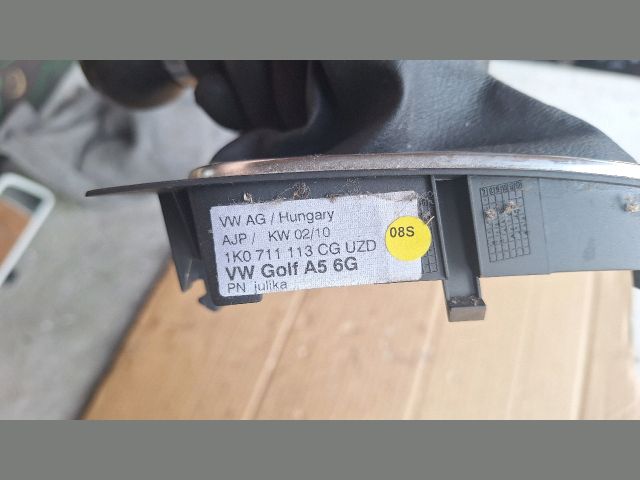 VW AG / Hungary
AJP / KW 02/10
1K0 711 113 CG UZD
VW Golf A5 6G
PN julika
08S